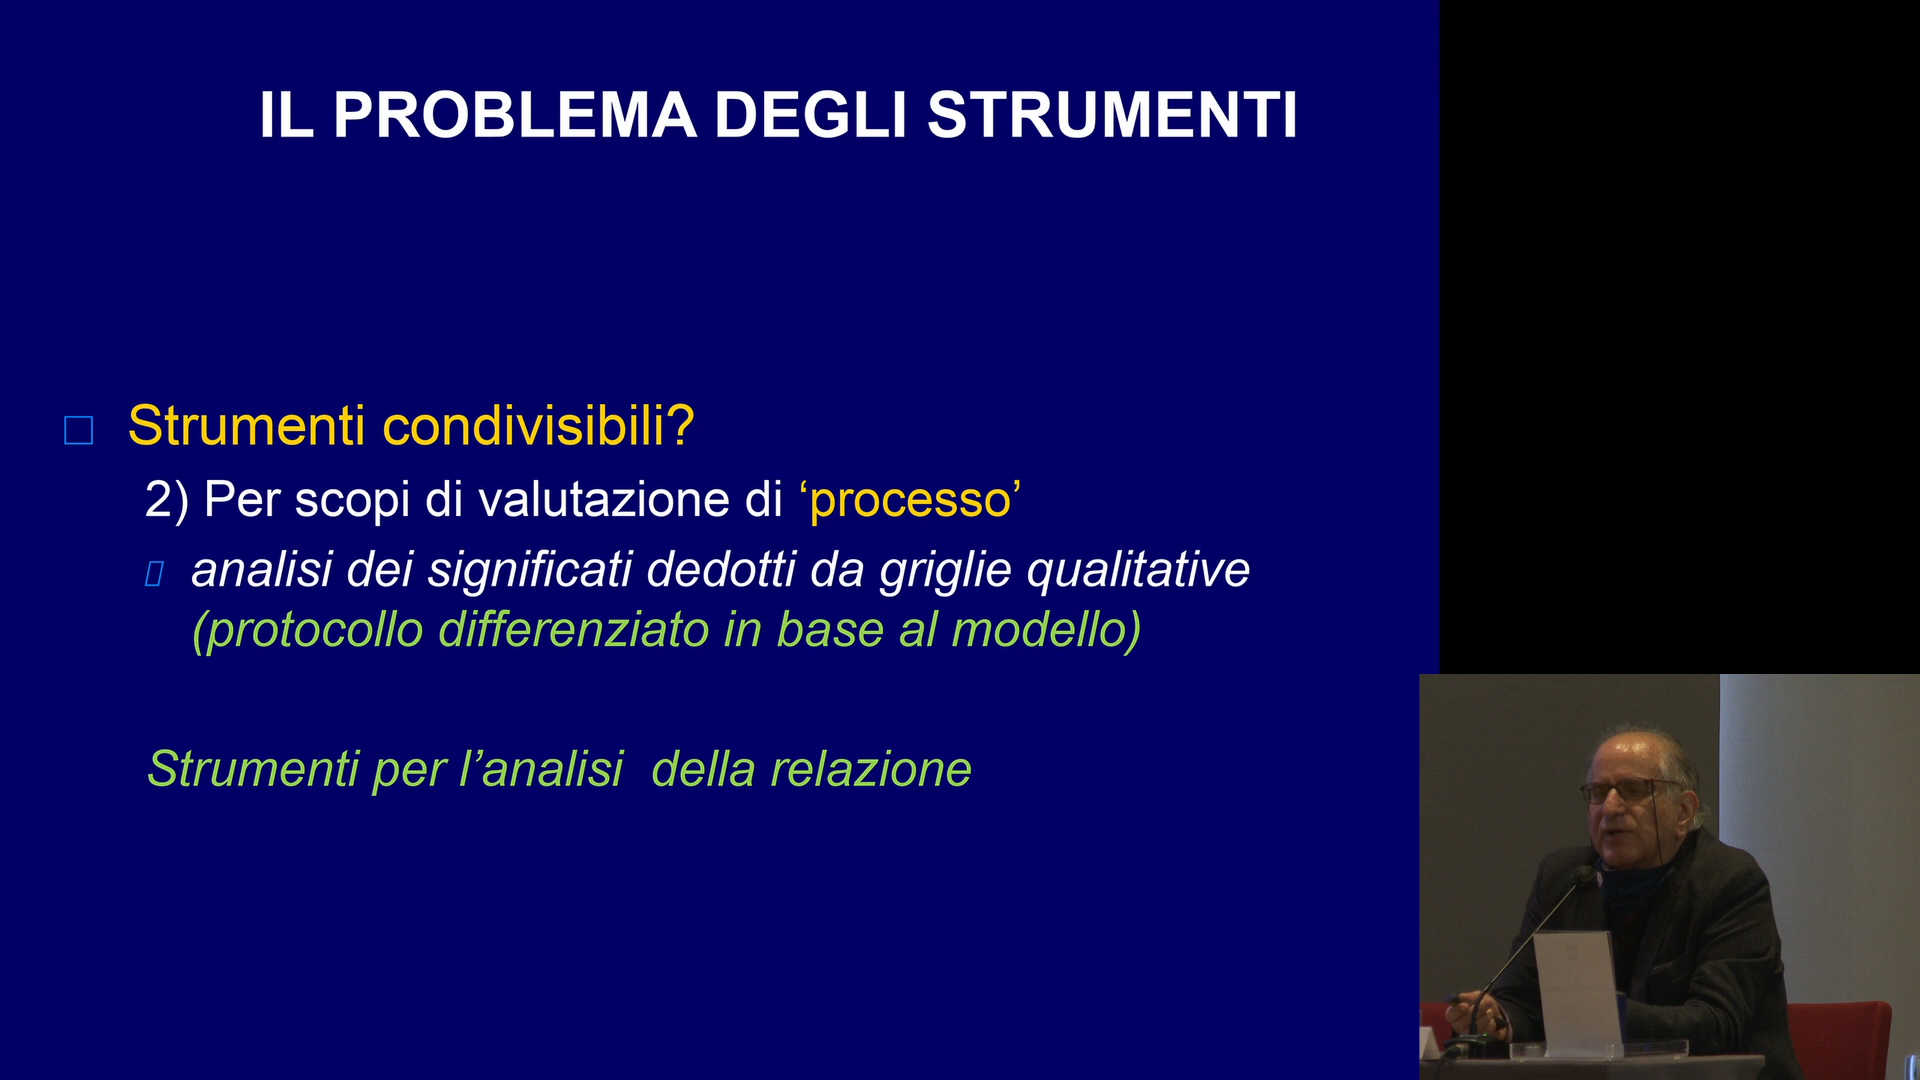 IL PROBLEMA DEGLI STRUMENTI
Strumenti condivisibili?
2) Per scopi di valutazione di ‘processo’
analisi dei significati dedotti da griglie qualitative
(protocollo differenziato in base al modello)
Strumenti per l’analisi  della relazione